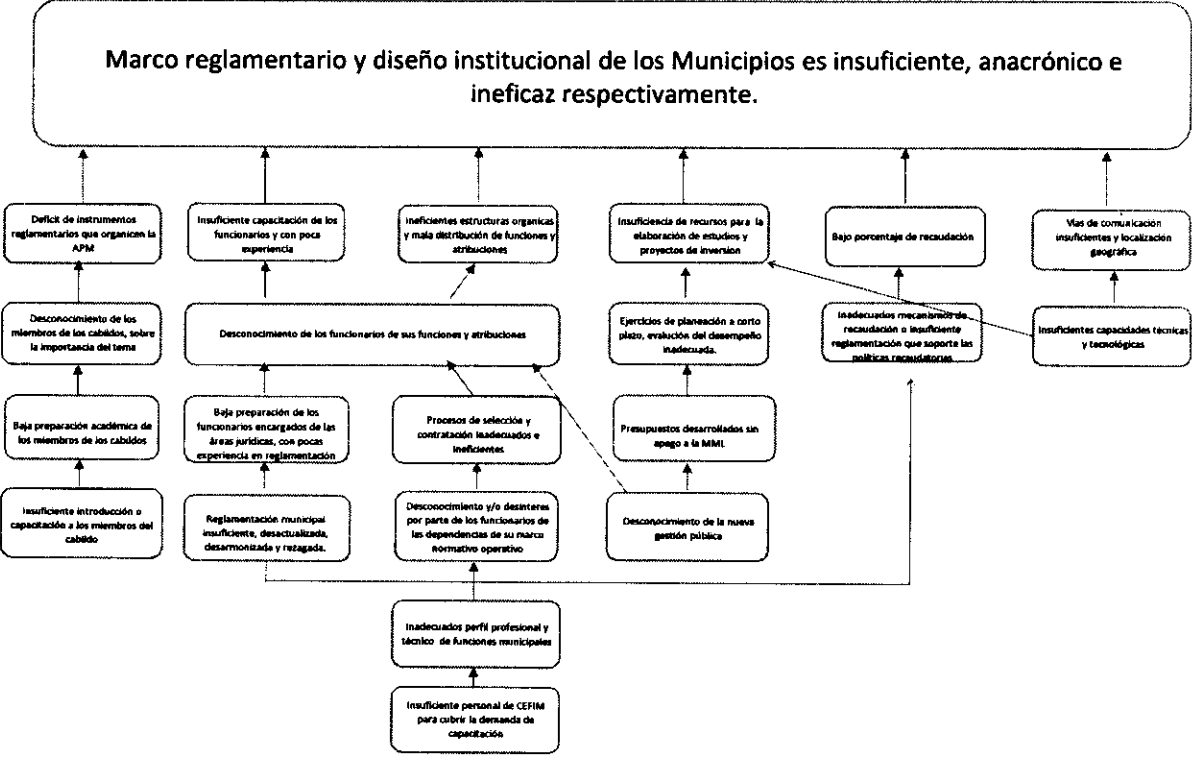 Marco reglamentario y diseño institucional de los Municipios es insuficiente, anacrónico e
ineficaz respectivamente.
Deficit de instrumentos
reglamentarios que organicen la
APM
Insuficiente capacitación de los
funcionarios y con poca
experiencia
Ineficientes estructuras organicas
y mala distribución de funciones y
atribuciones
Insuficiencia de recursos para la
elaboración de estudios y
proyectos de inversion
Bajo porcentaje de recaudación
Vias de comunicación
insuficientes y localización
geográfica
Desconocimiento de los
miembros de los cabildos, sobre
la importancia del tema
Desconocimiento de los funcionarios de sus funciones y atribuciones
Ejercicios de planeación a corto
plazo, evalución del desempeño
inadecuada.
Inadecuados mecanismos de
recaudación o insuficiente
reglamentación que soporte las
políticas recaudatorias
Insuficientes capacidades técnicas
y tecnológicas
Baja preparación académica de
los miembros de los cabildos
Baja preparación de los
funcionarios encargados de las
áreas jurídicas, con pocas
experiencia en reglamentación
Procesos de selección y
contratación inadecuados e
ineficientes
Presupuestos desarrollados sin
apego a la MML
Insuficiente introducción o
capacitación a los miembros del
cabildo
Reglamentación municipal
insuficiente, desactualizada,
desarmonizada y rezagada.
Desconocimiento y/o desinteres
por parte de los funcionarios de
las dependencias de su marco
normativo operativo
Desconocimiento de la nueva
gestión pública
Inadecuados perfil profesional y
técnico de funciones municipales
Insuficiente personal de CEFIM
para cubrir la demanda de
capacitación